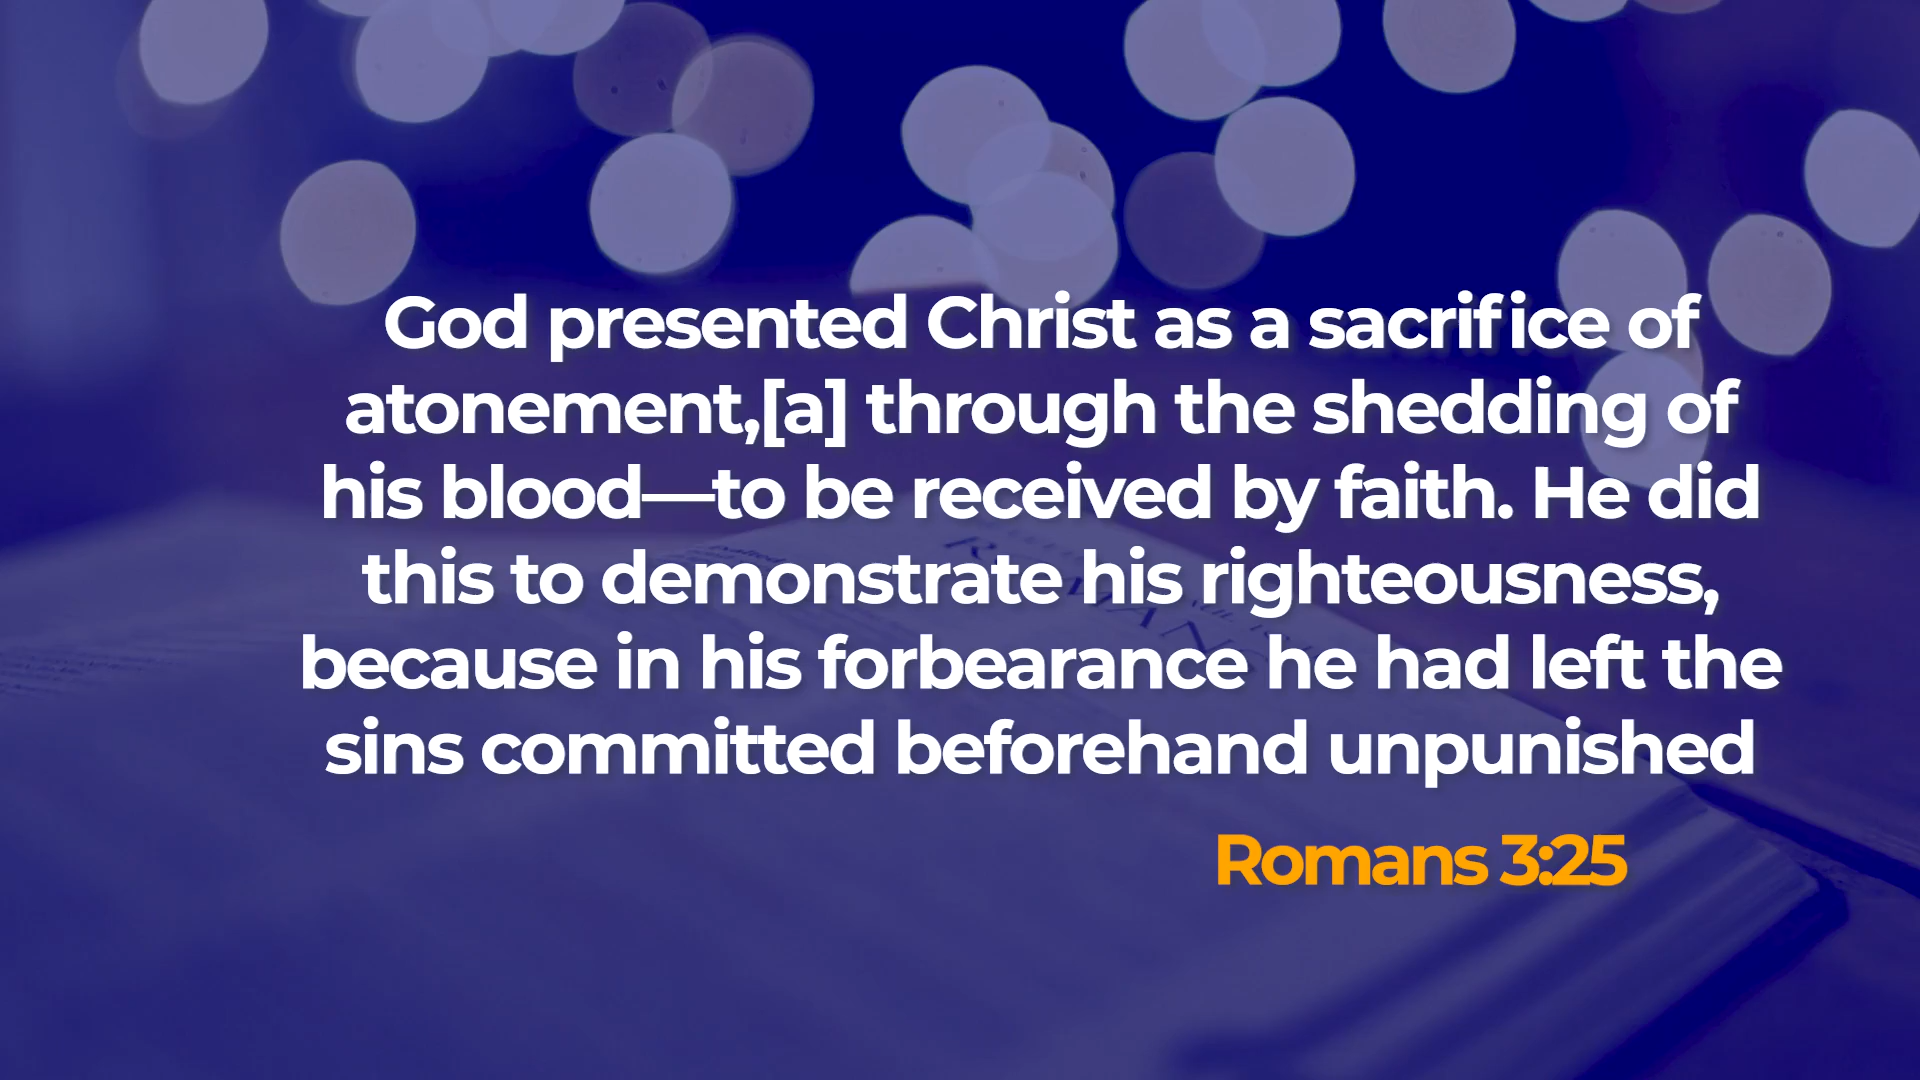 God presented Christ as a sacrifice of
atonement,[a] through the shedding of
his blood—to be received by faith. He did
this to demonstrate his righteousness,
because in his forbearance he had left the
sins committed beforehand unpunished
Romans 3:25